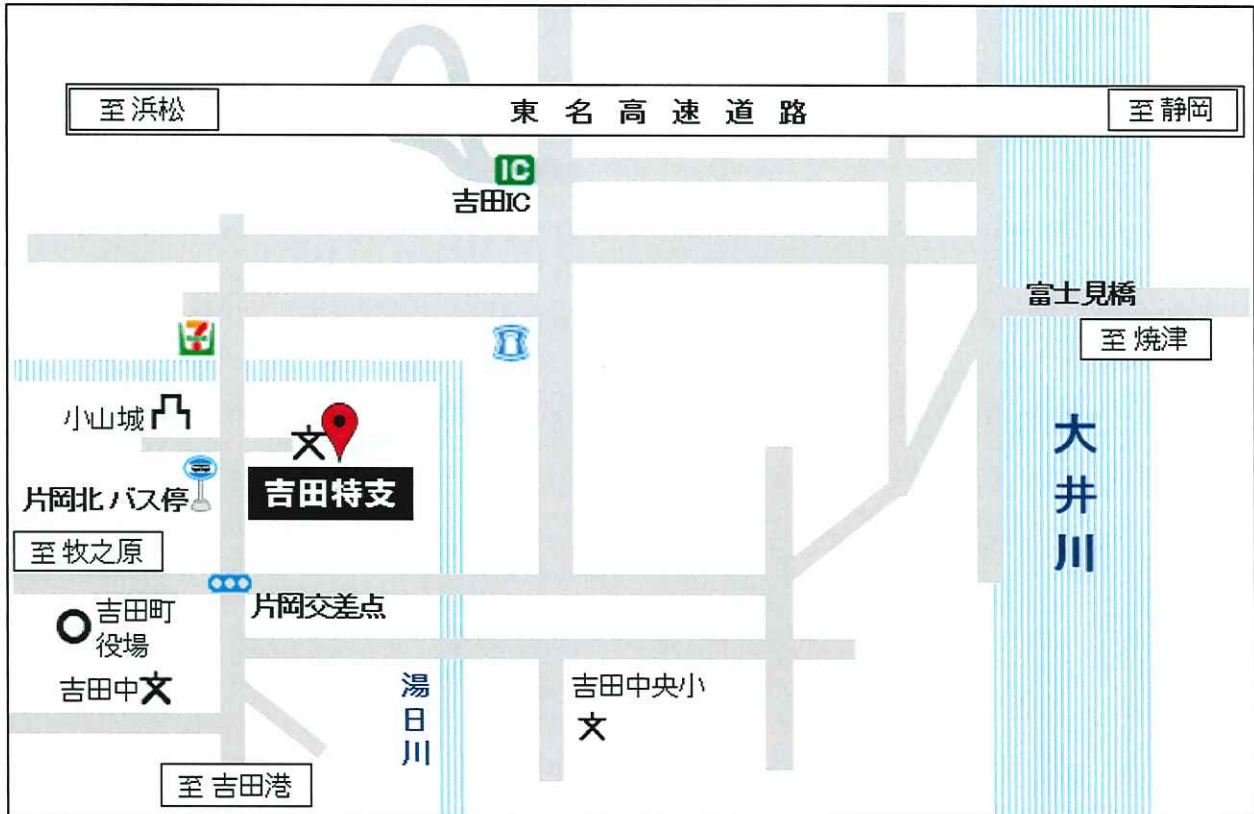 至 浜松
東名高速道路
至 静岡
IC
吉田IC
富士見橋
至 焼津
7
小山城
文
吉田特支
片岡北 バス停
至 牧之原
片岡交差点
大井川
吉田町
役場
吉田中文
湯日川
吉田中央小
文
至 吉田港